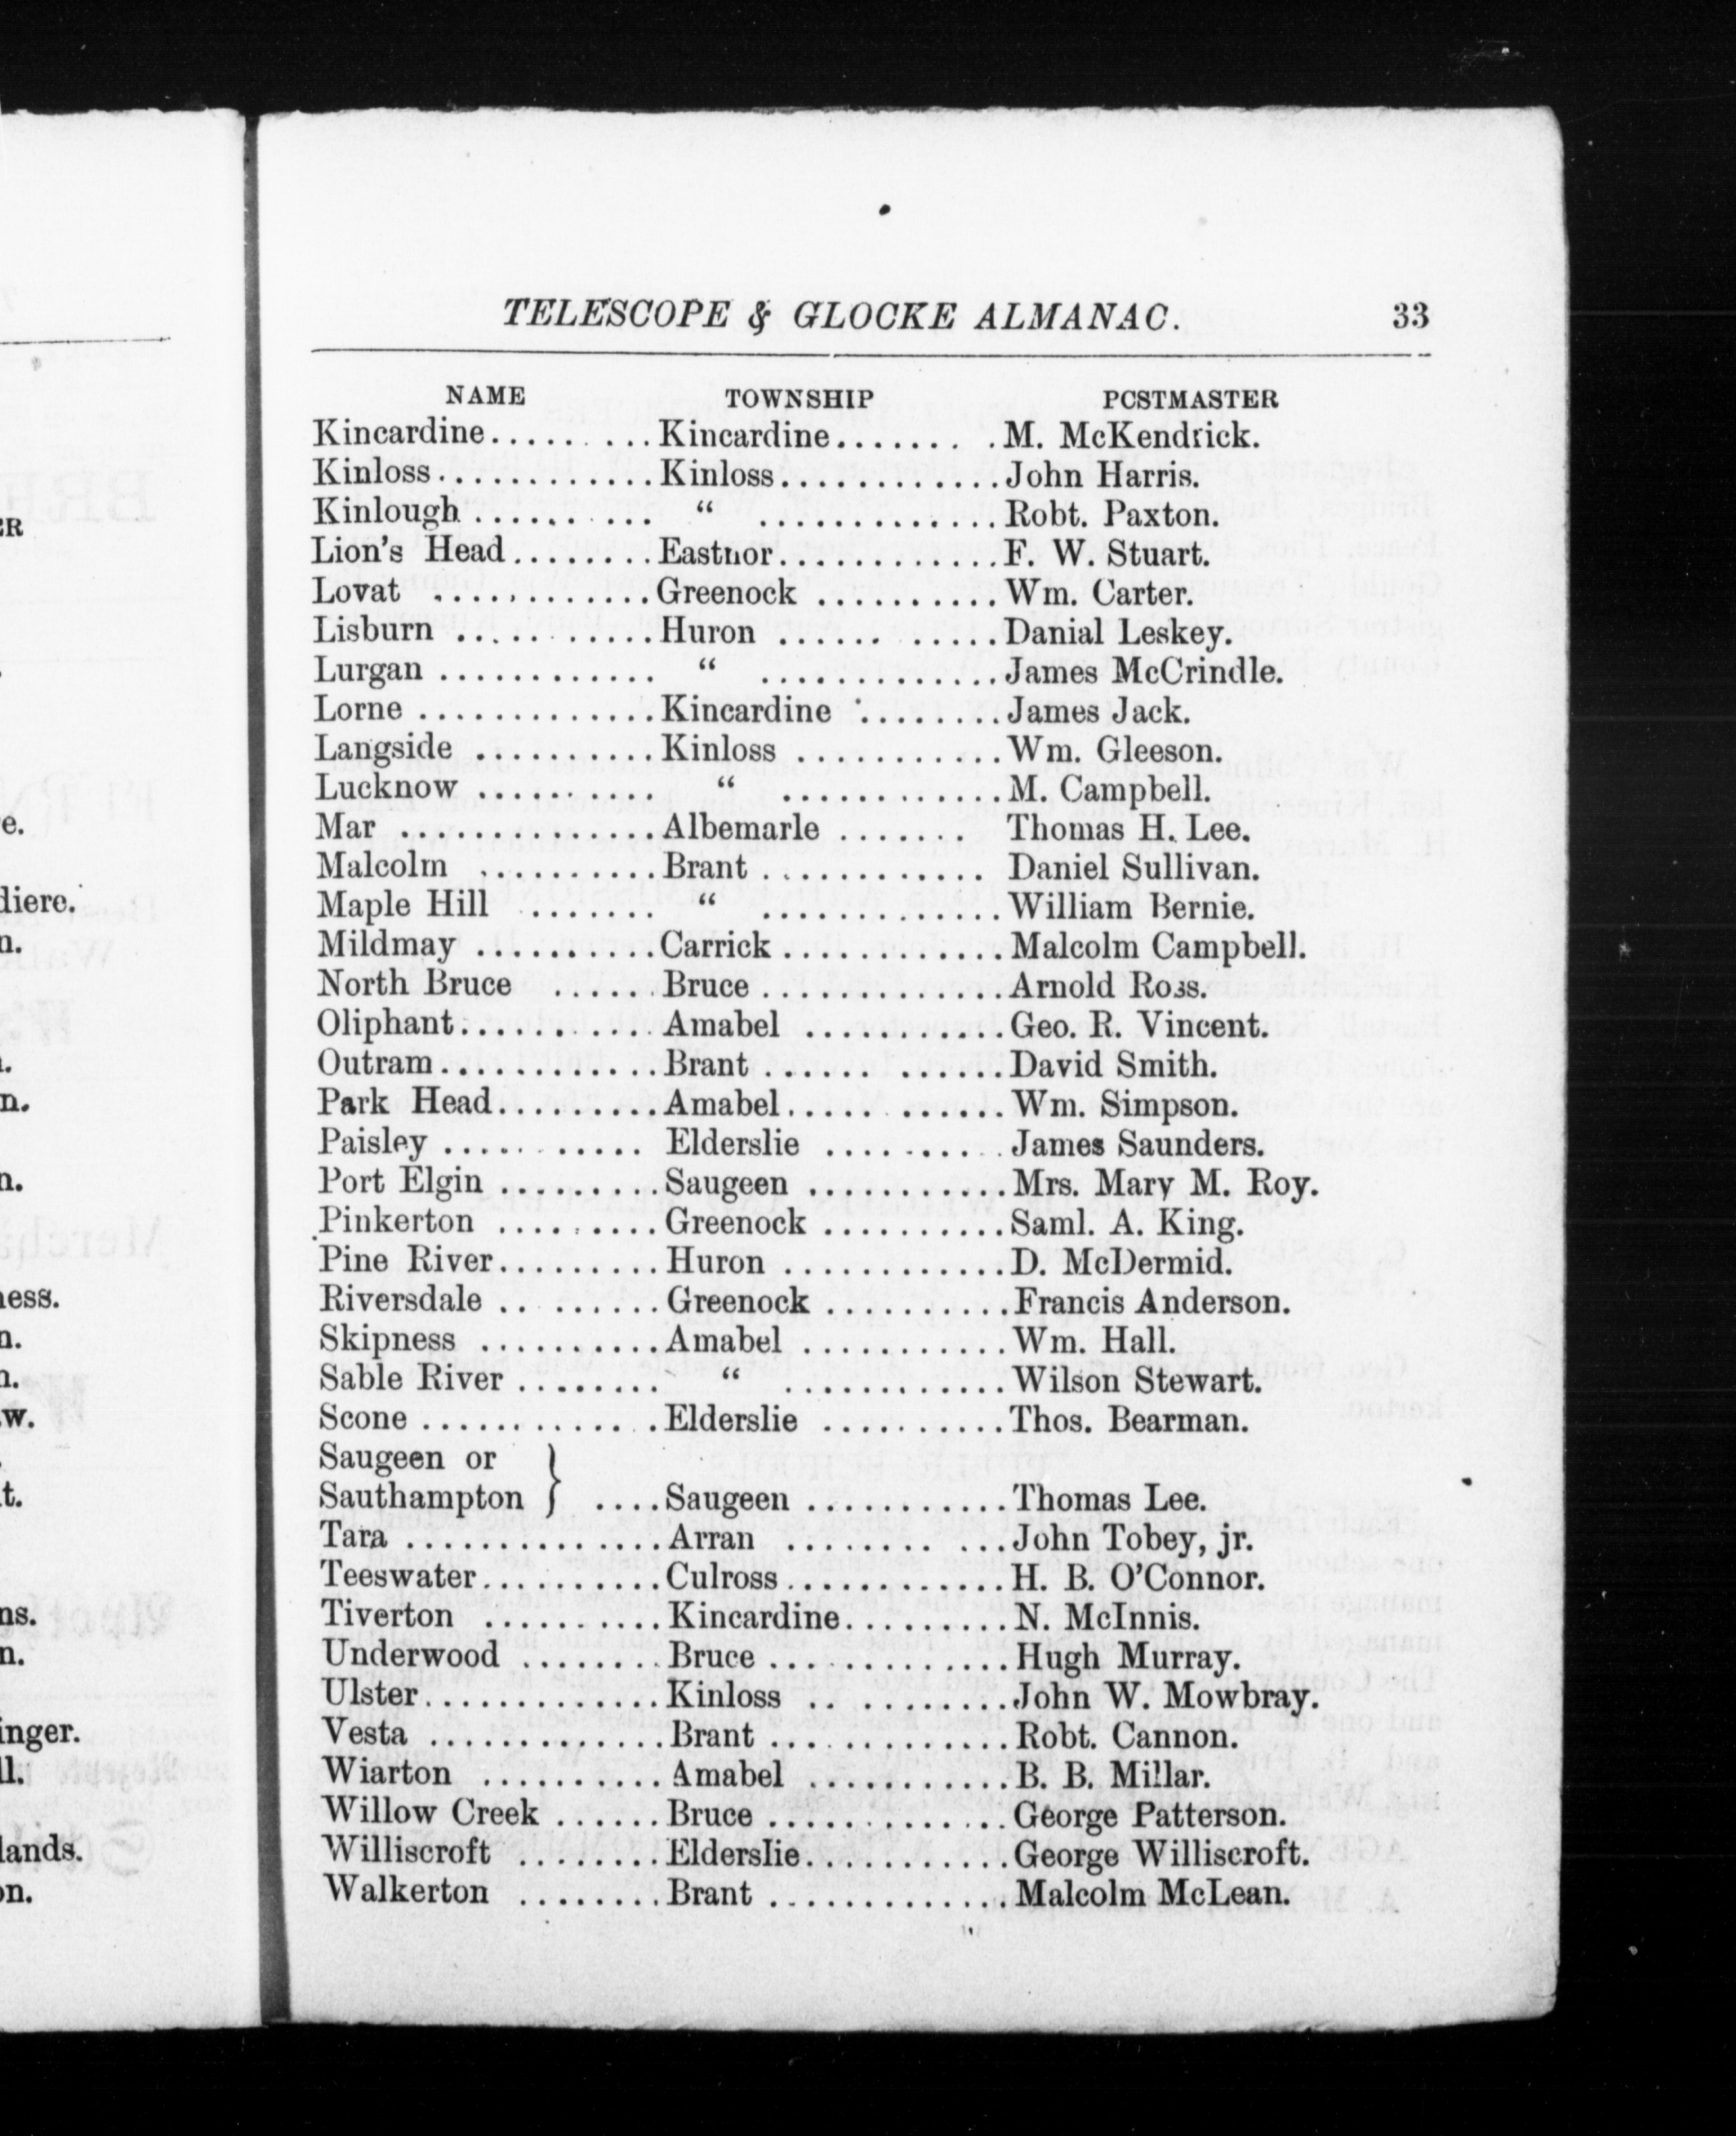 TELESCOPE & GLOCKE ALMANAC. 33
NAME TOWNSHIP POSTMASTER
Kincardine.......... Kincardine......... M. McKendrick.
Kinloss............ Kinloss............. John Harris.
Kinlough.......... “ .............. Robt. Paxton.
Lion's Head........ Eastnor............. F. W. Stuart.
Lovat ............ Greenock .......... Wm. Carter.
Lisburn ........... Huron ........... Danial Leskey.
Lurgan ............ “ ............. James McCrindle.
Lorne ............. Kincardine ........ James Jack.
Langside .......... Kinloss ........... Wm. Gleeson.
Lucknow .......... “ ............ M. Campbell.
Mar .............. Albemarle ....... Thomas H. Lee.
Malcolm .......... Brant ............ Daniel Sullivan.
Maple Hill ....... “ ............. William Bernie.
Mildmay .......... Carrick ............ Malcolm Campbell.
North Bruce ...... Bruce ............. Arnold Ross.
Oliphant........... Amabel ........... Geo. R. Vincent.
Outram............ Brant ............ David Smith.
Park Head......... Amabel............ Wm. Simpson.
Paisley ........... Elderslie .......... James Saunders.
Port Elgin ......... Saugeen ........... Mrs. Mary M. Roy.
Pinkerton ......... Greenock .......... Saml. A. King.
Pine River......... Huron ............ D. McDermid.
Riversdale ......... Greenock .......... Francis Anderson.
Skipness .......... Amabel ........... Wm. Hall.
Sable River ........ “ ............ Wilson Stewart.
Scone ............. Elderslie .......... Thos. Bearman.
Saugeen or }
Sauthampton } .... Saugeen ........... Thomas Lee.
Tara .............. Arran ........... John Tobey, jr.
Teeswater.......... Culross............ H. B. O'Connor.
Tiverton .......... Kincardine......... N. McInnis.
Underwood ........ Bruce ............. Hugh Murray.
Ulster............. Kinloss ........... John W. Mowbray.
Vesta ............. Brant ............. Robt. Cannon.
Wiarton .......... Amabel ........... B. B. Millar.
Willow Creek ...... Bruce ............. George Patterson.
Williscroft ........ Elderslie........... George Williscroft.
Walkerton ........ Brant ............. Malcolm McLean.